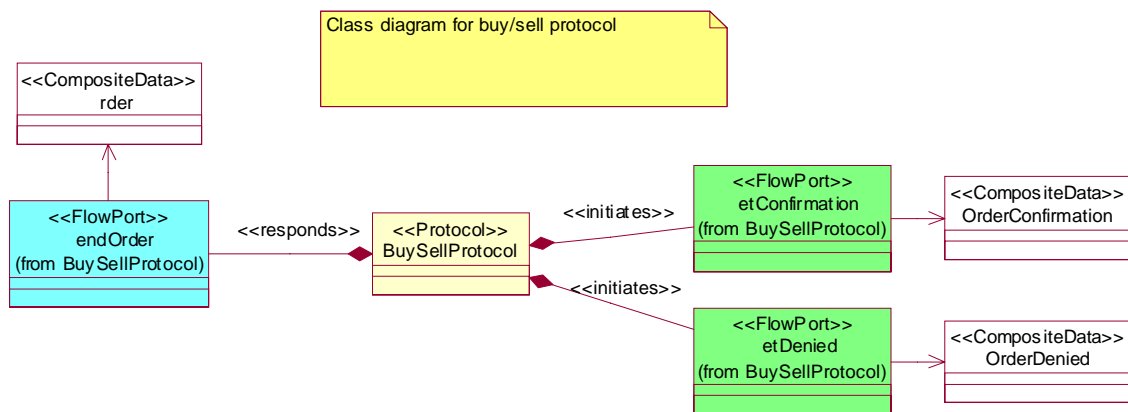 Class diagram for buy/sell protocol
<<CompositeData>>
rder
<<FlowPort>>
endOrder
(from BuySellProtocol)
<<responds>>
<<Protocol>>
BuySellProtocol
<<initiates>>
<<initiates>>
<<FlowPort>>
etConfirmation
(from BuySellProtocol)
<<CompositeData>>
OrderConfirmation
<<FlowPort>>
etDenied
(from BuySellProtocol)
<<CompositeData>>
OrderDenied